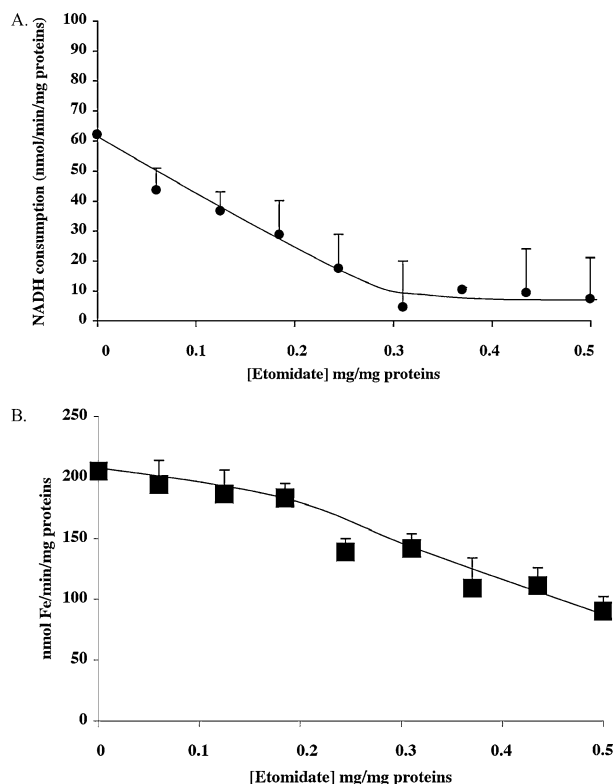 A.
NADH consumption (nmol/min/mg proteins)
100
90
80
70
60
50
40
30
20
10
0
0 0.1 0.2 0.3 0.4 0.5
[Etomidate] mg/mg proteins
B.
nmol Fe/min/mg proteins
250
200
150
100
50
0
0 0.1 0.2 0.3 0.4 0.5
[Etomidate] mg/mg proteins